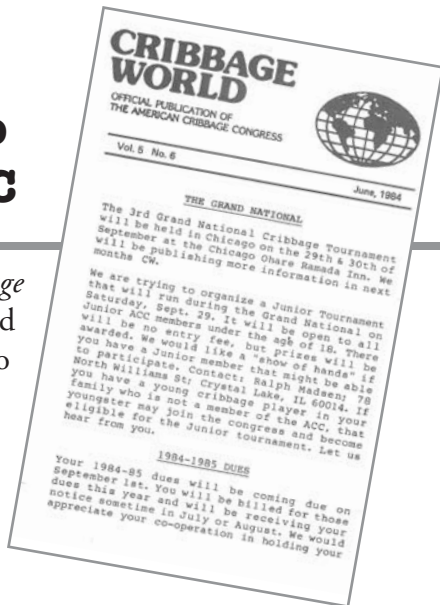 CRIBBAGE
WORLD
OFFICIAL PUBLICATION OF
THE AMERICAN CRIBBAGE CONGRESS
Vol. 5 No. 6
June, 1984
THE GRAND NATIONAL
The 3rd Grand National Cribbage Tournament
will be held in Chicago on the 29th & 30th of
September at the Chicago Ohare Ramada Inn. We
will be publishing more information in next
months CW.
We are trying to organize a Junior Tournament
that will run during the Grand National on
Saturday, Sept. 29. It will be open to all
Junior ACC members under the age of 18. There
will be no entry fee, but prizes will be
awarded. We would like a "show of hands" if
you have a Junior member that might be able
to participate. Contact: Ralph Madsen; 78
North Williams St; Crystal Lake, IL 60014. If
you have a young cribbage player in your
family who is not a member of the ACC, that
youngster may join the congress and become
eligible for the Junior tournament. Let us
hear from you.
1984-1985 DUES
Your 1984-85 dues will be coming due on
September 1st. You will be billed for those
dues this year and will be receiving your
notice sometime in July or August. We would
appreciate your co-operation in holding your
C
ge
d
o